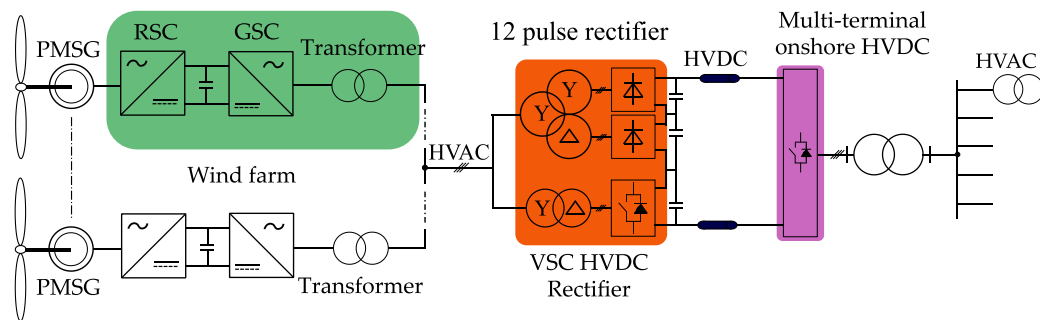 PMSG
RSC
GSC
Transformer
Wind farm
PMSG
Transformer
HVAC
12 pulse rectifier
Y
Y
Δ
Y
Δ
VSC HVDC
Rectifier
HVDC
Multi-terminal
onshore HVDC
HVAC